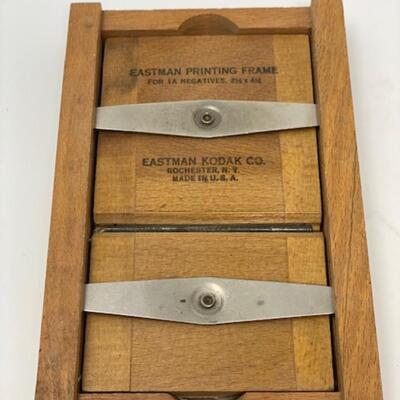 EASTMAN PRINTING FRAME
FOR 1A NEGATIVES, 2½ x 4¼
EASTMAN KODAK CO.
ROCHESTER, N. Y.
MADE IN U.S.A.